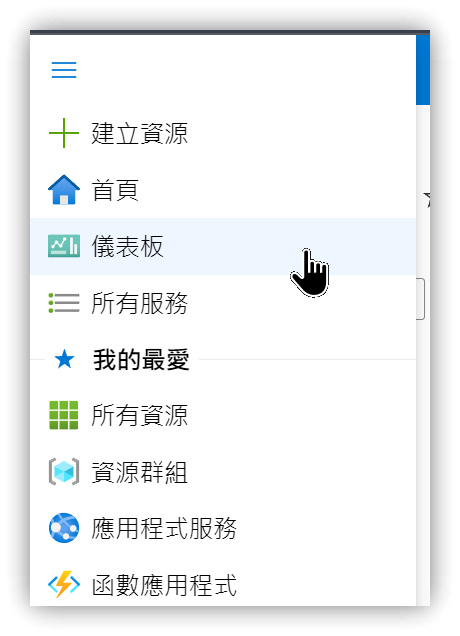 建立資源
首頁
儀表板
所有服務
我的最愛
所有資源
資源群組
應用程式服務
函數應用程式